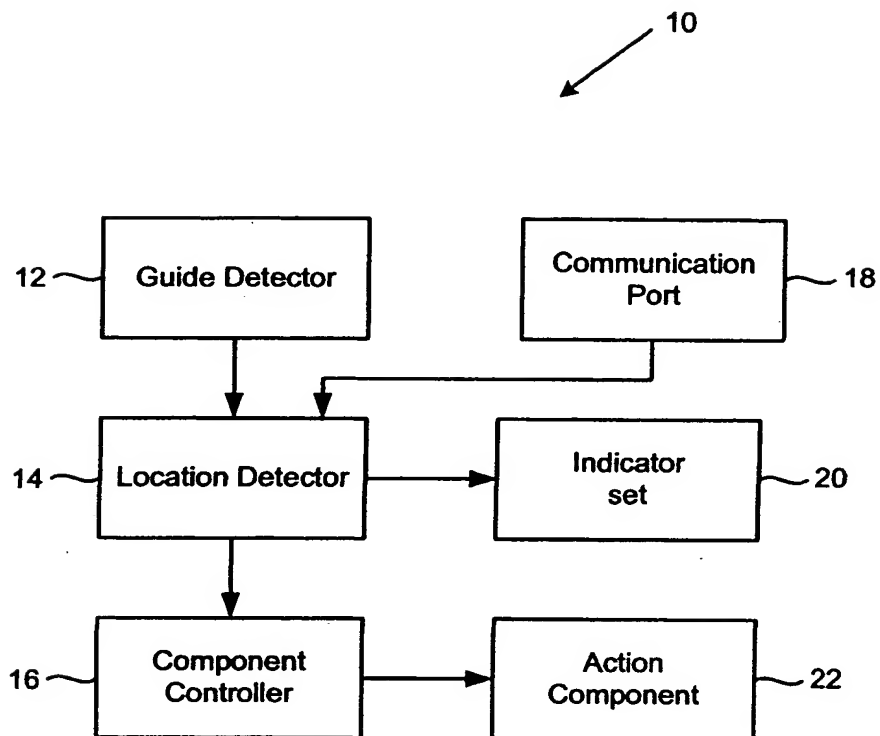 10
12
Guide Detector
Communication
Port
18
14
Location Detector
Indicator
set
20
16
Component
Controller
Action
Component
22